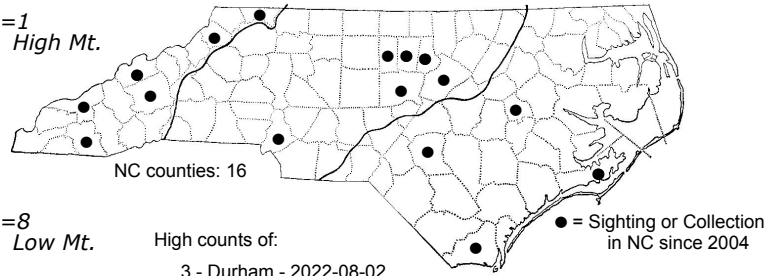 =1
High Mt.
NC counties: 16
=8
Low Mt.
High counts of:
3 - Durham - 2022-08-02
● = Sighting or Collection
in NC since 2004